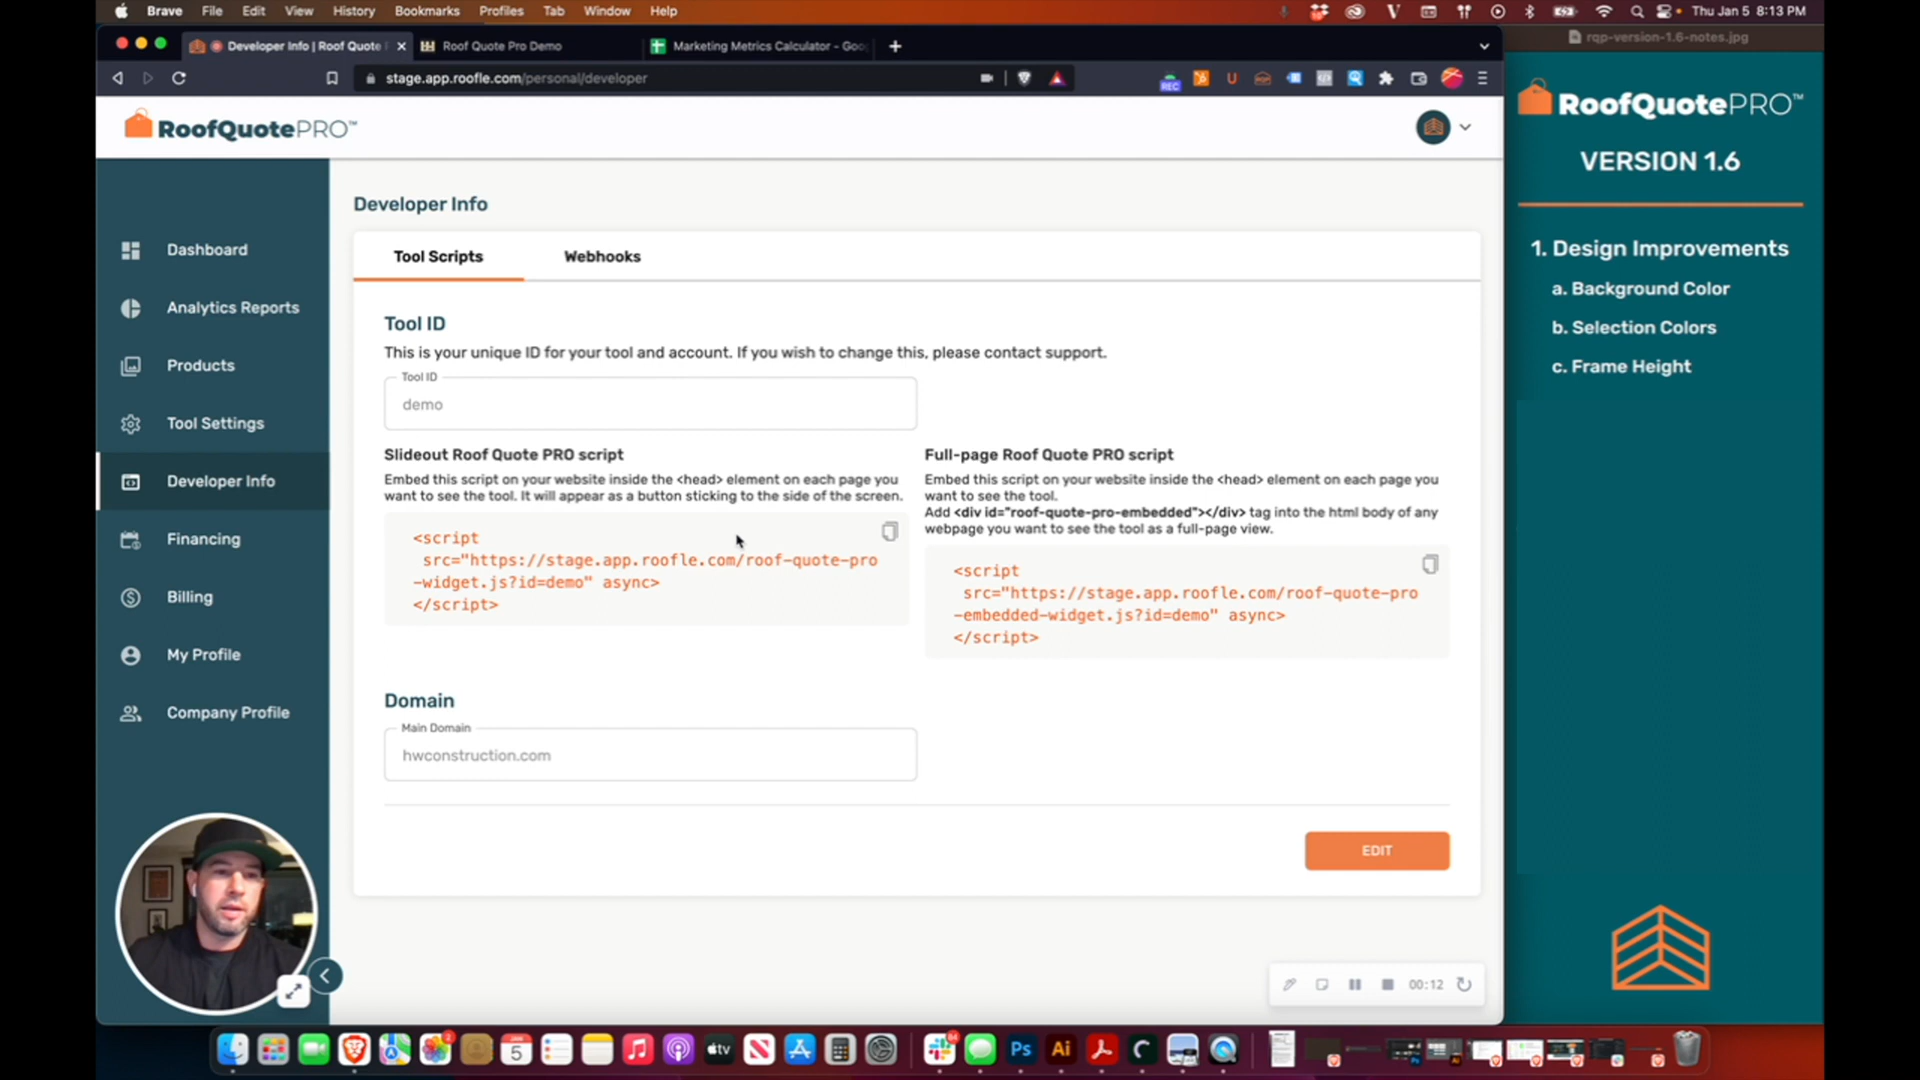 Brave File Edit View History Bookmarks Profiles Tab Window Help
Thu Jan 5 8:13 PM
Developer Info | Roof Quote
Roof Quote Pro Demo
Marketing Metrics Calculator - Goo
rqp-version-1.6-notes.jpg
stage.app.roofle.com/personal/developer
REC
RoofQuotePRO™
Dashboard
Analytics Reports
Products
Tool Settings
Developer Info
Financing
Billing
My Profile
Company Profile
Developer Info
Tool Scripts
Webhooks
Tool ID
This is your unique ID for your tool and account. If you wish to change this, please contact support.
Tool ID
demo
Slideout Roof Quote PRO script
Embed this script on your website inside the <head> element on each page you
want to see the tool. It will appear as a button sticking to the side of the screen.
<script
src="https://stage.app.roofle.com/roof-quote-pro
-widget.js?id=demo" async>
</script>
Full-page Roof Quote PRO script
Embed this script on your website inside the <head> element on each page you
want to see the tool.
Add <div id="roof-quote-pro-embedded"></div> tag into the html body of any
webpage you want to see the tool as a full-page view.
<script
src="https://stage.app.roofle.com/roof-quote-pro
-embedded-widget.js?id=demo" async>
</script>
Domain
Main Domain
hwconstruction.com
EDIT
00:12
RoofQuotePRO™
VERSION 1.6
1. Design Improvements
a. Background Color
b. Selection Colors
c. Frame Height
5
tv
Ps
Ai